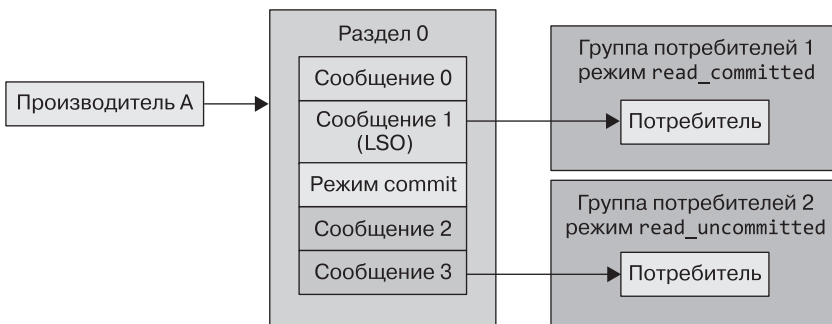 Производитель A
Раздел 0
Сообщение 0
Сообщение 1
(LSO)
Режим commit
Сообщение 2
Сообщение 3
Группа потребителей 1
режим read_committed
Потребитель
Группа потребителей 2
режим read_uncommitted
Потребитель